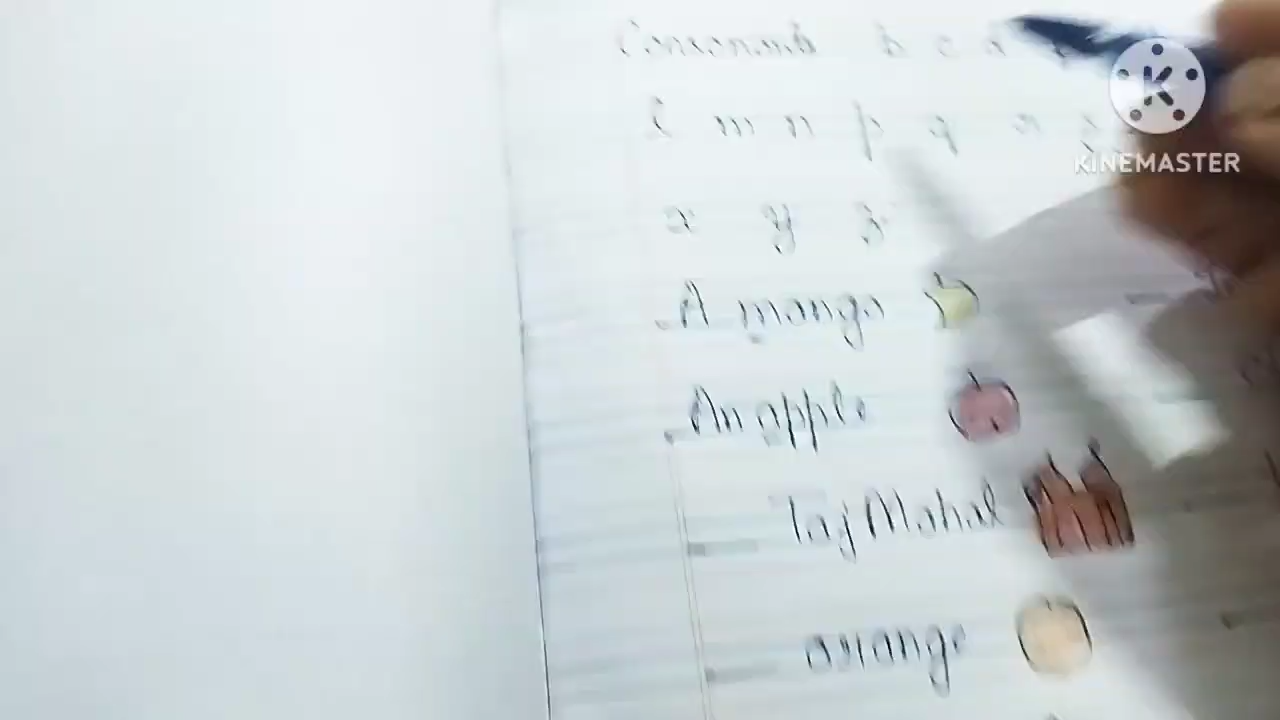 Consonants b c d
l m n p q r s
x y z
A mango
An apple
Taj Mahal
orange
KINEMASTER